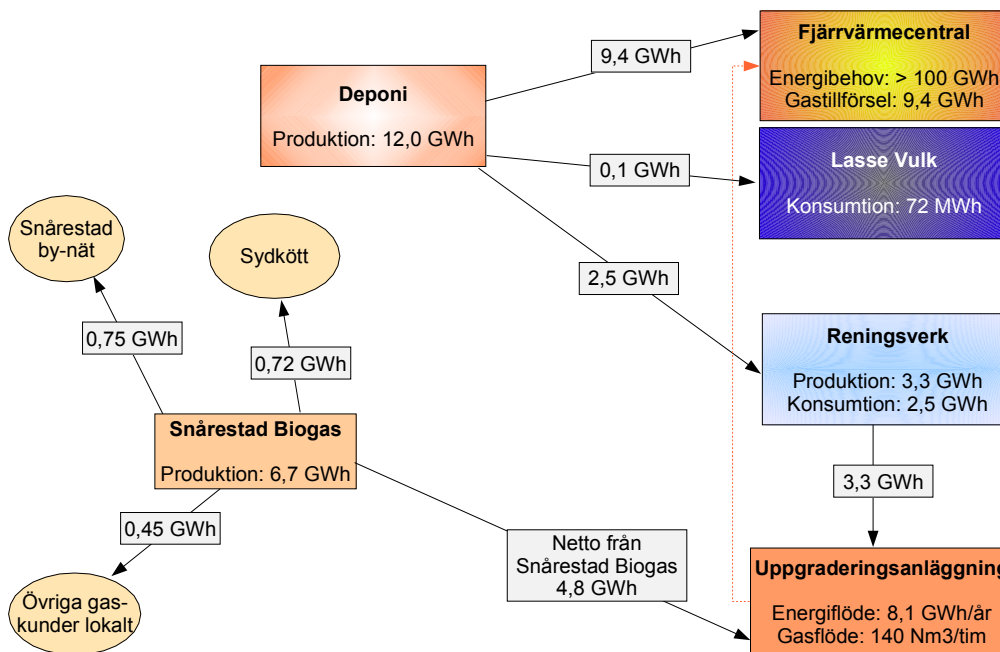 Fjärrvärmecentral
Energibehov: > 100 GWh
Gastillförsel: 9,4 GWh
9,4 GWh
Deponi
Produktion: 12,0 GWh
Lasse Vulk
Konsumtion: 72 MWh
0,1 GWh
Snårestad
by-nät
Sydkött
2,5 GWh
0,75 GWh
0,72 GWh
Reningsverk
Produktion: 3,3 GWh
Konsumtion: 2,5 GWh
Snårestad Biogas
Produktion: 6,7 GWh
3,3 GWh
0,45 GWh
Netto från
Snårestad Biogas
4,8 GWh
Övriga gas-
kunder lokalt
Uppgraderingsanläggning
Energiflöde: 8,1 GWh/år
Gasflöde: 140 Nm3/tim